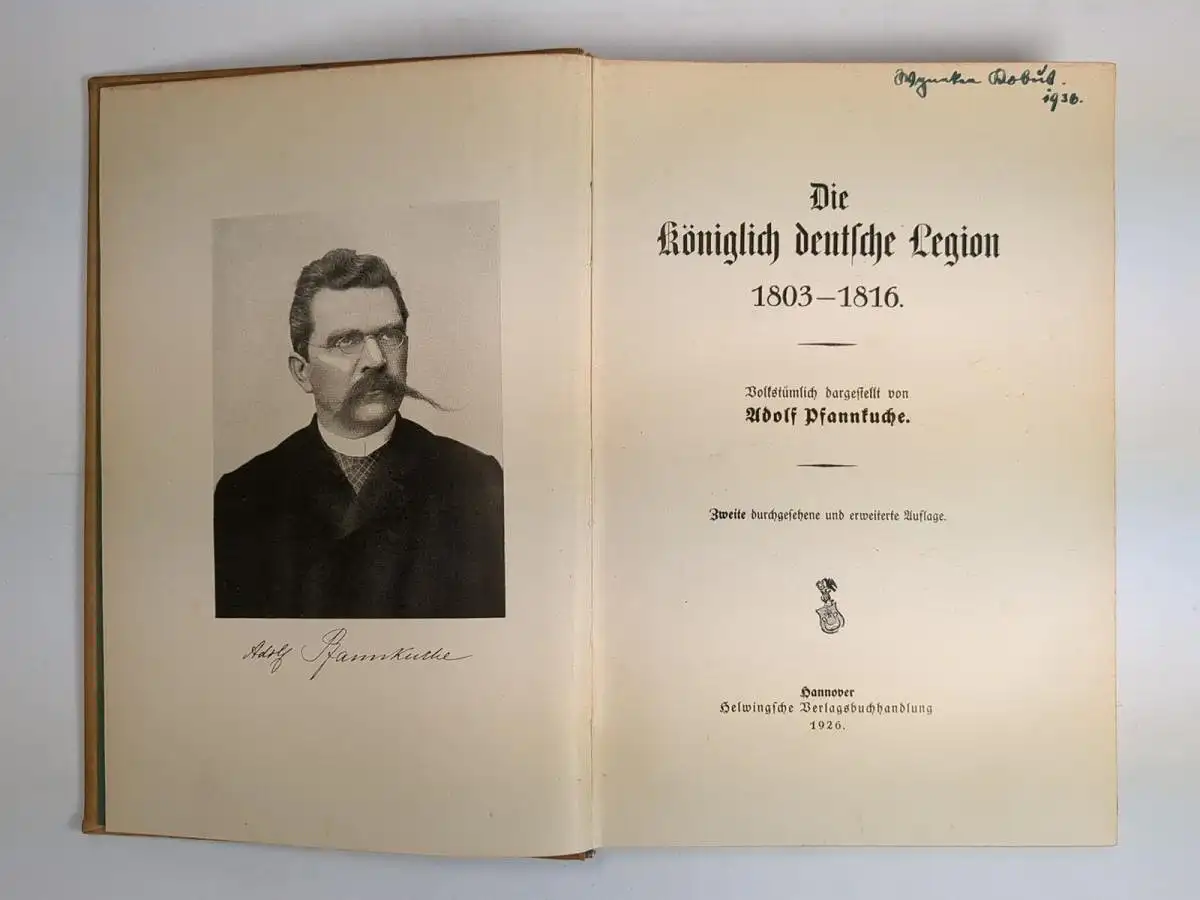 Adolf Pfannkuche
1936.
Die
Königlich deutsche Legion
1803–1816.
Volkstümlich dargestellt von
Adolf Pfannkuche.
Zweite durchgesehene und erweiterte Auflage.
Hannover
Helwingsche Verlagsbuchhandlung
1926.